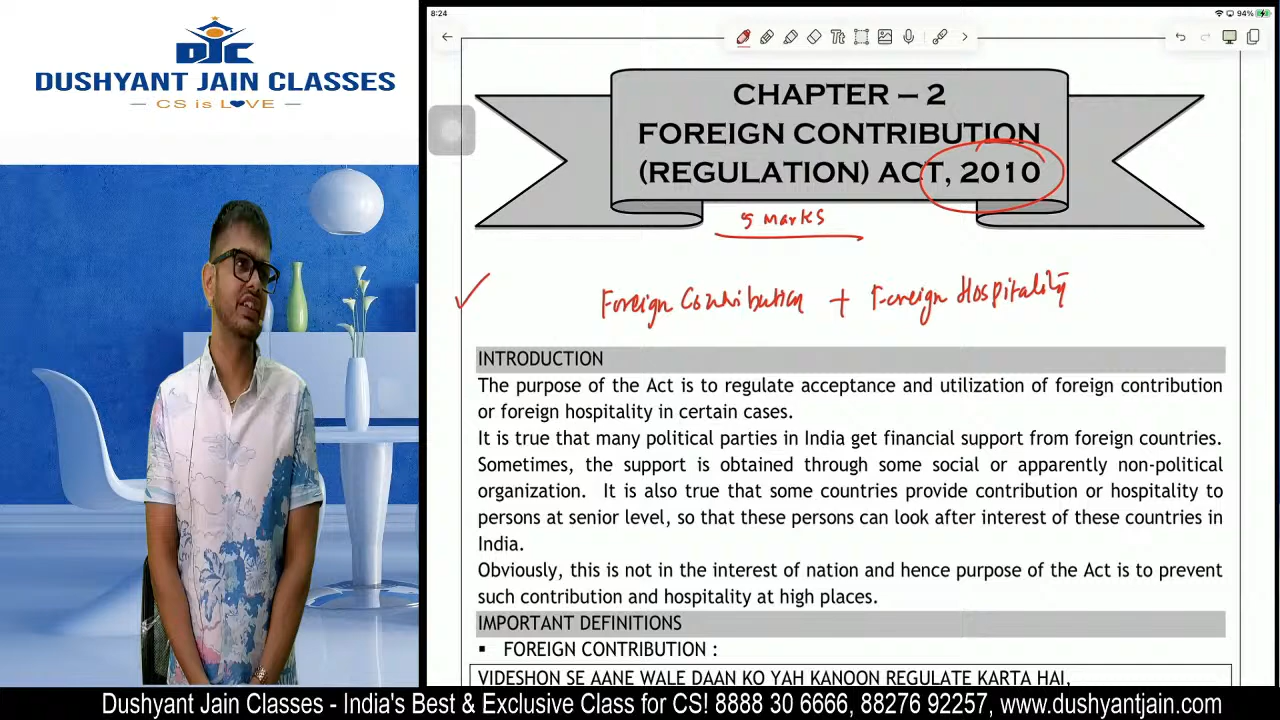 DJC
DUSHYANT JAIN CLASSES
CS is LOVE
8:24
94%
CHAPTER – 2
FOREIGN CONTRIBUTION
(REGULATION) ACT, 2010
5 marks
Foreign Contribution + Foreign Hospitality
INTRODUCTION
The purpose of the Act is to regulate acceptance and utilization of foreign contribution
or foreign hospitality in certain cases.
It is true that many political parties in India get financial support from foreign countries.
Sometimes, the support is obtained through some social or apparently non-political
organization. It is also true that some countries provide contribution or hospitality to
persons at senior level, so that these persons can look after interest of these countries in
India.
Obviously, this is not in the interest of nation and hence purpose of the Act is to prevent
such contribution and hospitality at high places.
IMPORTANT DEFINITIONS
▪ FOREIGN CONTRIBUTION :
VIDESHON SE AANE WALE DAAN KO YAH KANOON REGULATE KARTA HAI,
Dushyant Jain Classes - India's Best & Exclusive Class for CS! 8888 30 6666, 88276 92257, www.dushyantjain.com